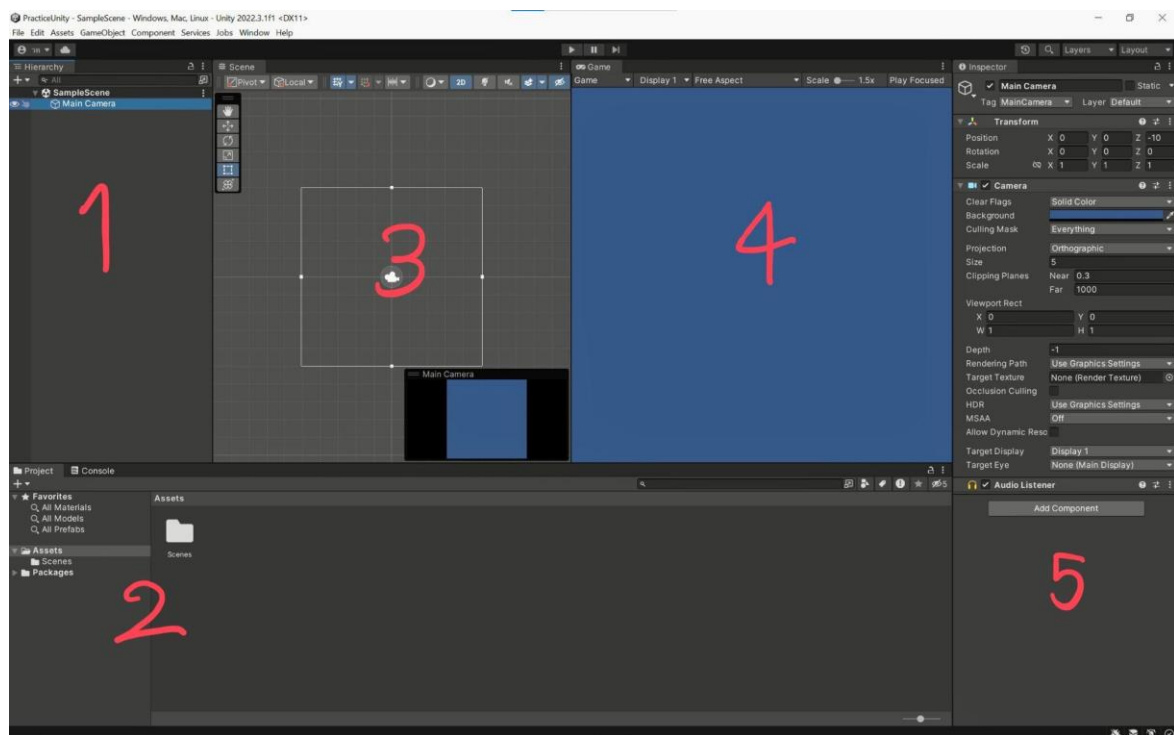 PracticeUnity - SampleScene - Windows, Mac, Linux - Unity 2022.3.1f1 <DX11>
File Edit Assets GameObject Component Services Jobs Window Help
Layers Layout
Hierarchy
All
SampleScene
Main Camera
1
Scene
Pivot Local 2D
3
Main Camera
Game
Game Display 1 Free Aspect Scale 1.5x Play Focused
4
Inspector
Main Camera Static
Tag MainCamera Layer Default
Transform
Position X 0 Y 0 Z -10
Rotation X 0 Y 0 Z 0
Scale X 1 Y 1 Z 1
Camera
Clear Flags Solid Color
Background
Culling Mask Everything
Projection Orthographic
Size 5
Clipping Planes Near 0.3
Far 1000
Viewport Rect
X 0 Y 0
W 1 H 1
Depth -1
Rendering Path Use Graphics Settings
Target Texture None (Render Texture)
Occlusion Culling
HDR Use Graphics Settings
MSAA Off
Allow Dynamic Reso
Target Display Display 1
Target Eye None (Main Display)
Audio Listener
Add Component
5
Project Console
5
Favorites
All Materials
All Models
All Prefabs
Assets
Scenes
Packages
2
Assets
Scenes